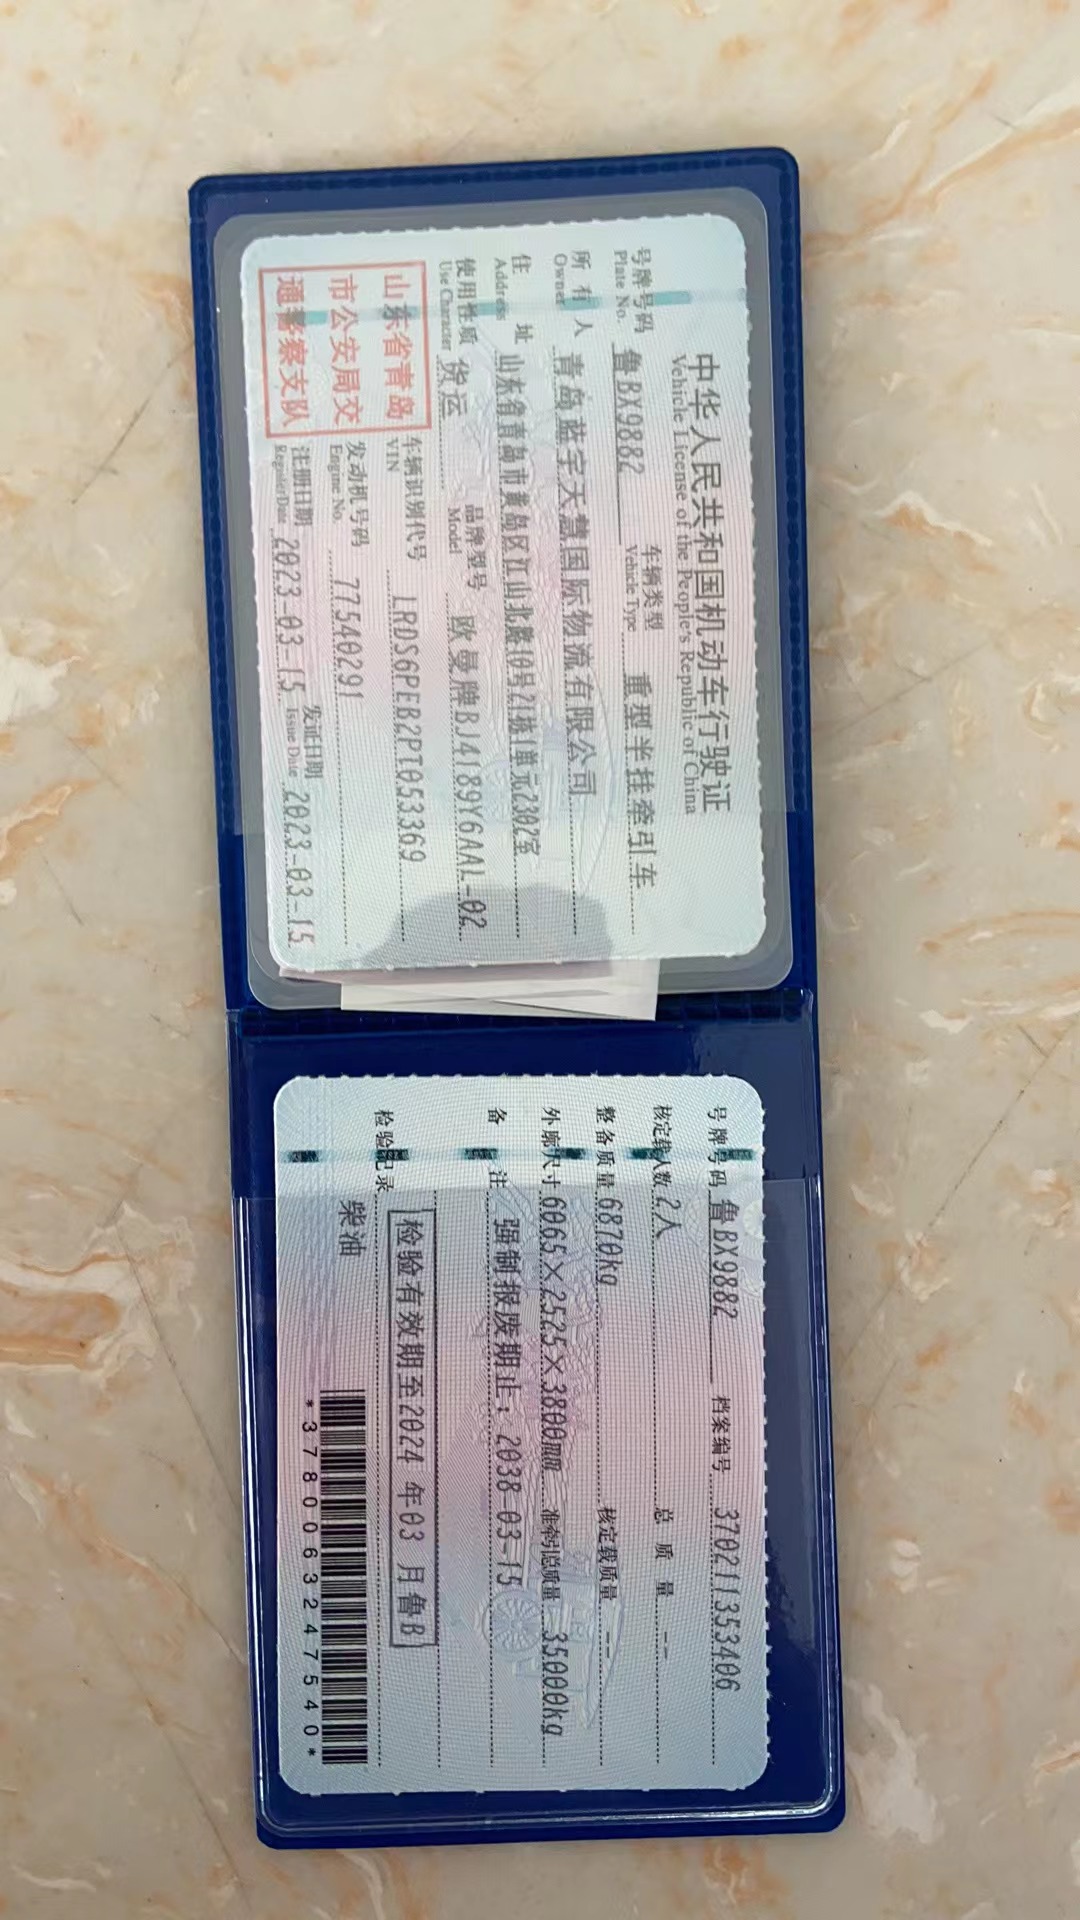 中华人民共和国机动车行驶证
Vehicle License of the People's Republic of China
号牌号码 鲁BX9882 车辆类型 重型半挂牵引车
Plate No. Vehicle Type
所有人 青岛蓝宇天慧国际物流有限公司
Owner
住址 山东省青岛市黄岛区江山北路10号21栋1单元2302室
Address
使用性质 货运 品牌型号 欧曼牌BJ4189Y6AAL-02
Use Character Model
山东省青岛
市公安局交
通警察支队
车辆识别代号 LRDS6PEB2PT053369
VIN
发动机号码 77540291
Engine No.
注册日期 2023-03-15 发证日期 2023-03-15
Register Date Issue Date
号牌号码 鲁BX9882 档案编号 370211353406
核定载人数 2人 总质量 --
整备质量 6870kg 核定载质量 --
外廓尺寸 6065×2525×3800mm 准牵引总质量 35000kg
备注 强制报废期止:2038-03-15
检验有效期至2024年03月鲁B
检验记录
柴油
*3780063247540*